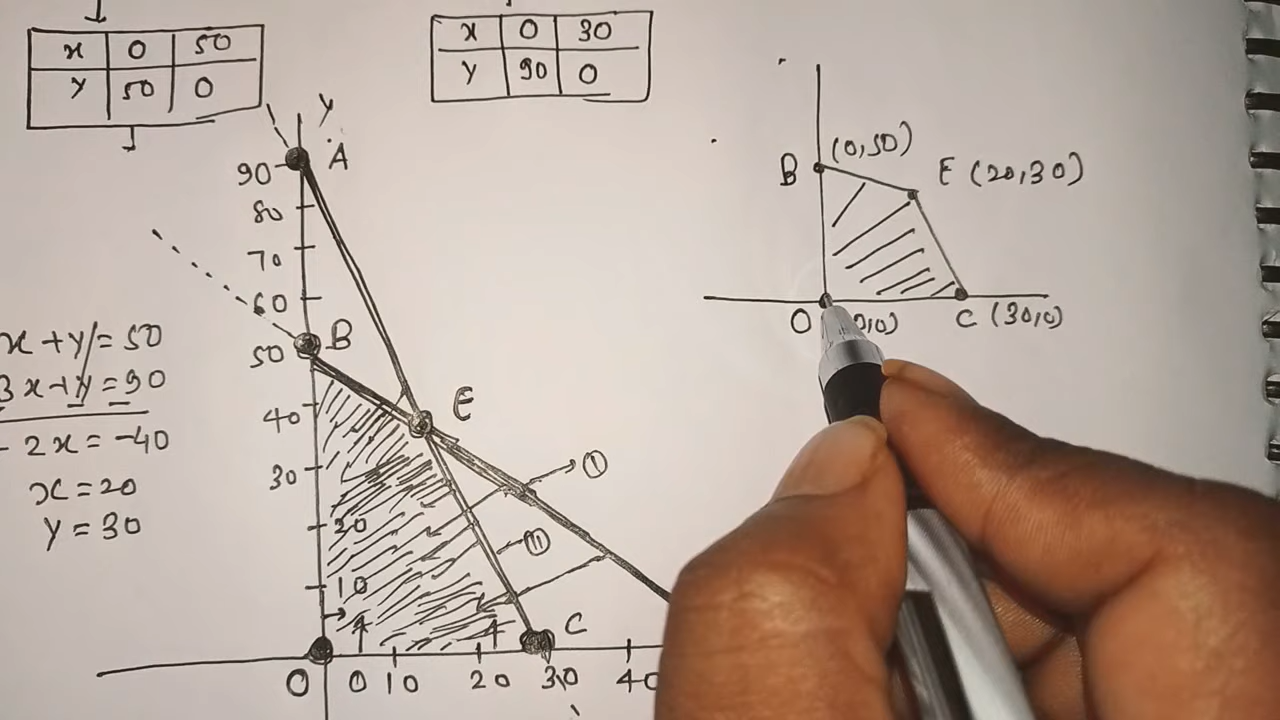 x 0 50
y 50 0
x 0 30
y 90 0
y
A
90
80
70
60
50
B
40
30
20
10
E
①
②
C
O 0 10 20 30 40
x + y = 50
3x + y = 90
- 2x = -40
x = 20
y = 30
B (0,50)
E (20,30)
O
C (30,0)